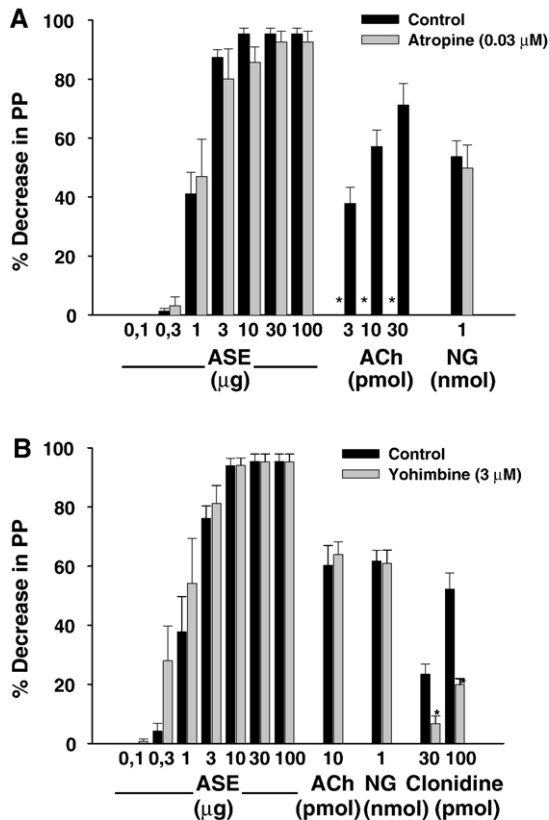 A
Control
Atropine (0.03 μM)
100
80
60
40
20
0
% Decrease in PP
* * *
0,1 0,3 1 3 10 30 100 3 10 30 1
ASE ACh NG
(μg) (pmol) (nmol)
B
Control
Yohimbine (3 μM)
100
80
60
40
20
0
% Decrease in PP
* *
0,1 0,3 1 3 10 30 100 10 1 30 100
ASE ACh NG Clonidine
(μg) (pmol) (nmol) (pmol)